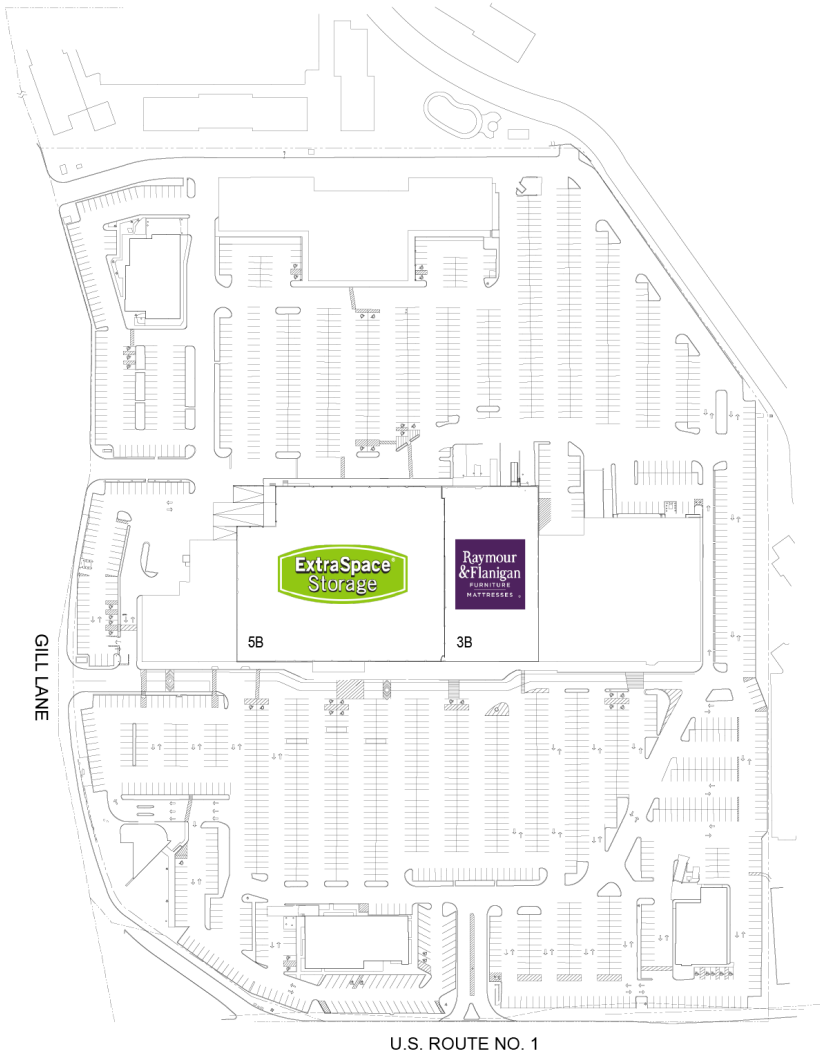 ExtraSpace®
Storage
Raymour
&Flanigan
FURNITURE
MATTRESSES
5B
3B
GILL LANE
U.S. ROUTE NO. 1